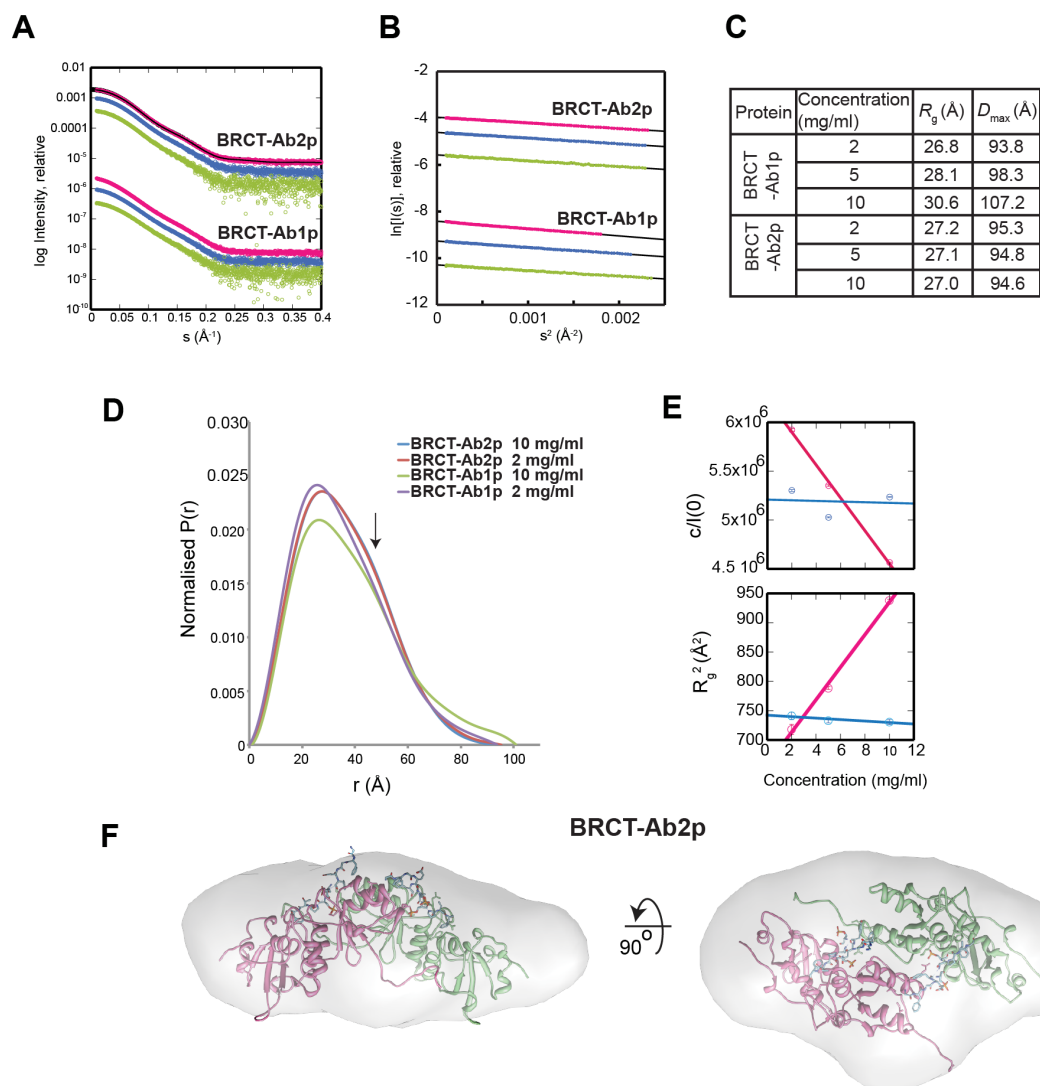 A
log Intensity, relative
0.01
0.001
0.0001
10-5
10-6
10-7
10-8
10-9
10-10
BRCT-Ab2p
BRCT-Ab1p
0 0.05 0.1 0.15 0.2 0.25 0.3 0.35 0.4
s (Å-1)
B
ln[I(s)], relative
-2
-4
-6
-8
-10
-12
BRCT-Ab2p
BRCT-Ab1p
0 0.001 0.002
s2 (Å-2)
C
Protein Concentration (mg/ml) Rg (Å) Dmax (Å)
BRCT-Ab1p
2 26.8 93.8
5 28.1 98.3
10 30.6 107.2
BRCT-Ab2p
2 27.2 95.3
5 27.1 94.8
10 27.0 94.6
D
Normalised P(r)
0.030
0.025
0.020
0.015
0.010
0.005
0
BRCT-Ab2p 10 mg/ml
BRCT-Ab2p 2 mg/ml
BRCT-Ab1p 10 mg/ml
BRCT-Ab1p 2 mg/ml
0 20 40 60 80 100
r (Å)
E
c/I(0)
6x106
5.5x106
5x106
4.5 106
Rg2 (Å2)
950
900
850
800
750
700
0 2 4 6 8 10 12
Concentration (mg/ml)
F
BRCT-Ab2p
90o